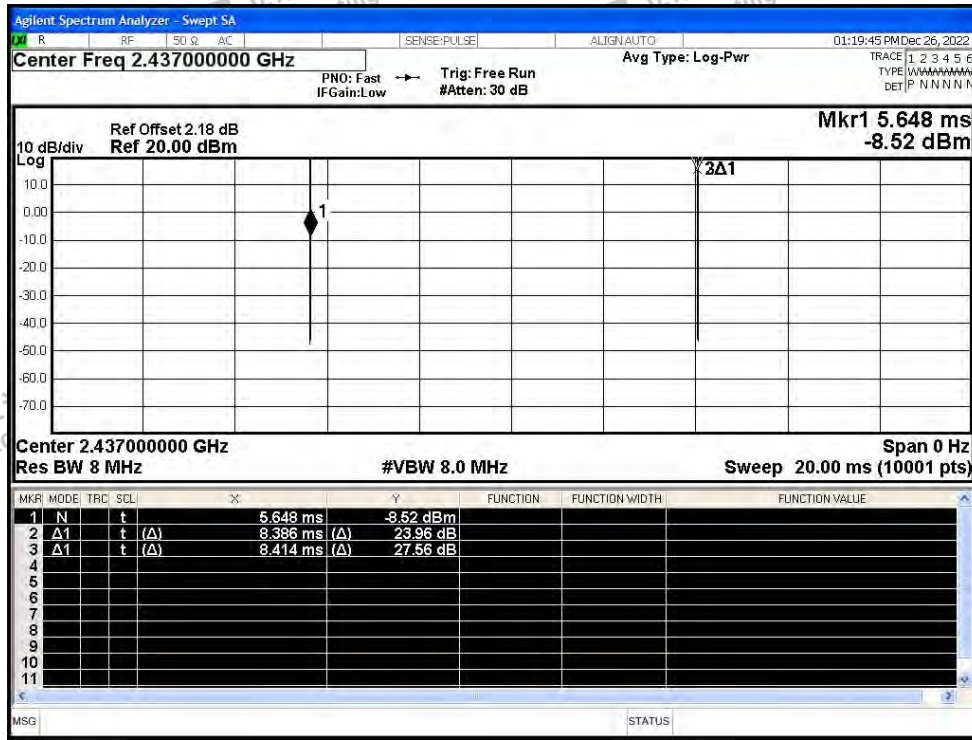 Agilent Spectrum Analyzer - Swept SA
R RF 50 Ω AC SENSE:PULSE ALIGNAUTO 01:19:45 PM Dec 26, 2022
Center Freq 2.437000000 GHz
PNO: Fast
IFGain:Low
Trig: Free Run
#Atten: 30 dB
Avg Type: Log-Pwr
TRACE 1 2 3 4 5 6
TYPE
DET P N N N N N
Ref Offset 2.18 dB
10 dB/div Ref 20.00 dBm
Mkr1 5.648 ms
-8.52 dBm
Log
10.0
0.00
-10.0
-20.0
-30.0
-40.0
-50.0
-60.0
-70.0
1
3Δ1
Center 2.437000000 GHz Span 0 Hz
Res BW 8 MHz #VBW 8.0 MHz Sweep 20.00 ms (10001 pts)
MKR MODE TRC SCL X Y FUNCTION FUNCTION WIDTH FUNCTION VALUE
1 N t 5.648 ms -8.52 dBm
2 Δ1 t (Δ) 8.386 ms (Δ) 23.96 dB
3 Δ1 t (Δ) 8.414 ms (Δ) 27.56 dB
4
5
6
7
8
9
10
11
MSG STATUS